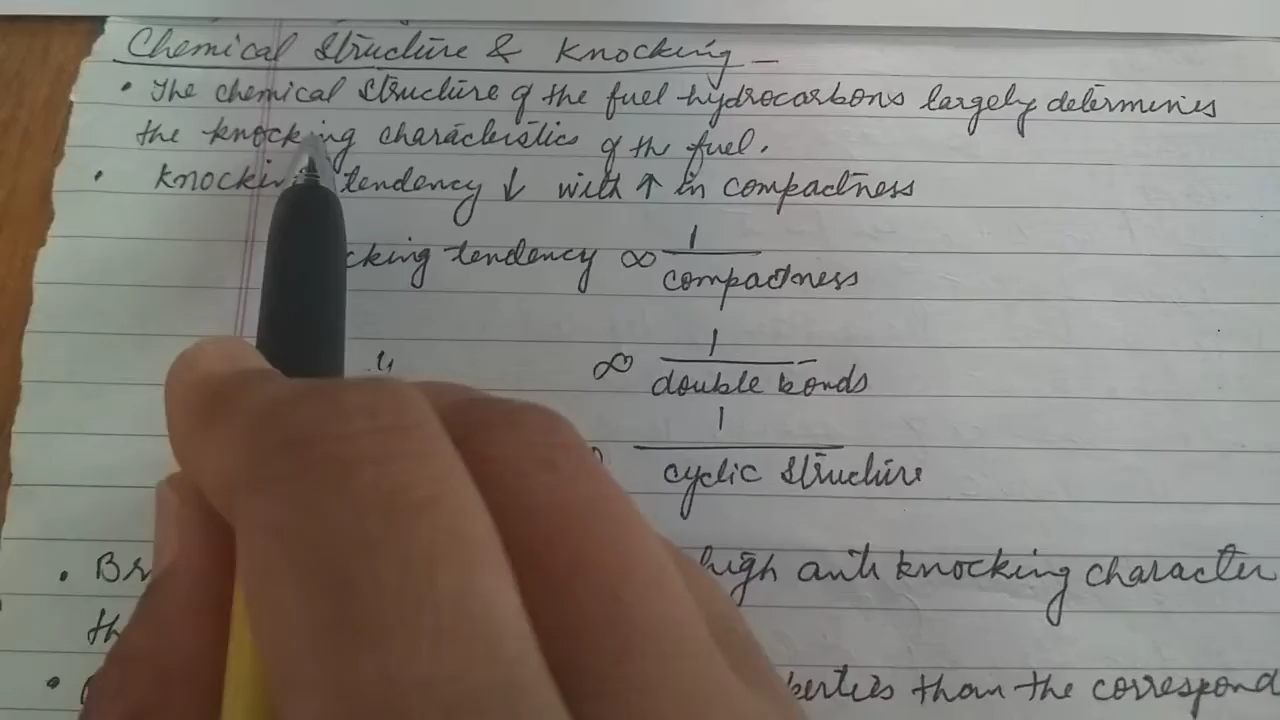 Chemical Structure & Knocking -
• The chemical structure of the fuel hydrocarbons largely determines
the knocking characteristics of the fuel.
• Knocking tendency ↓ with ↑ in compactness
cking tendency ∝ 1
compactness
∝ 1
double bonds
1
cyclic structure
• Br high anti knocking character
th
• than the correspond